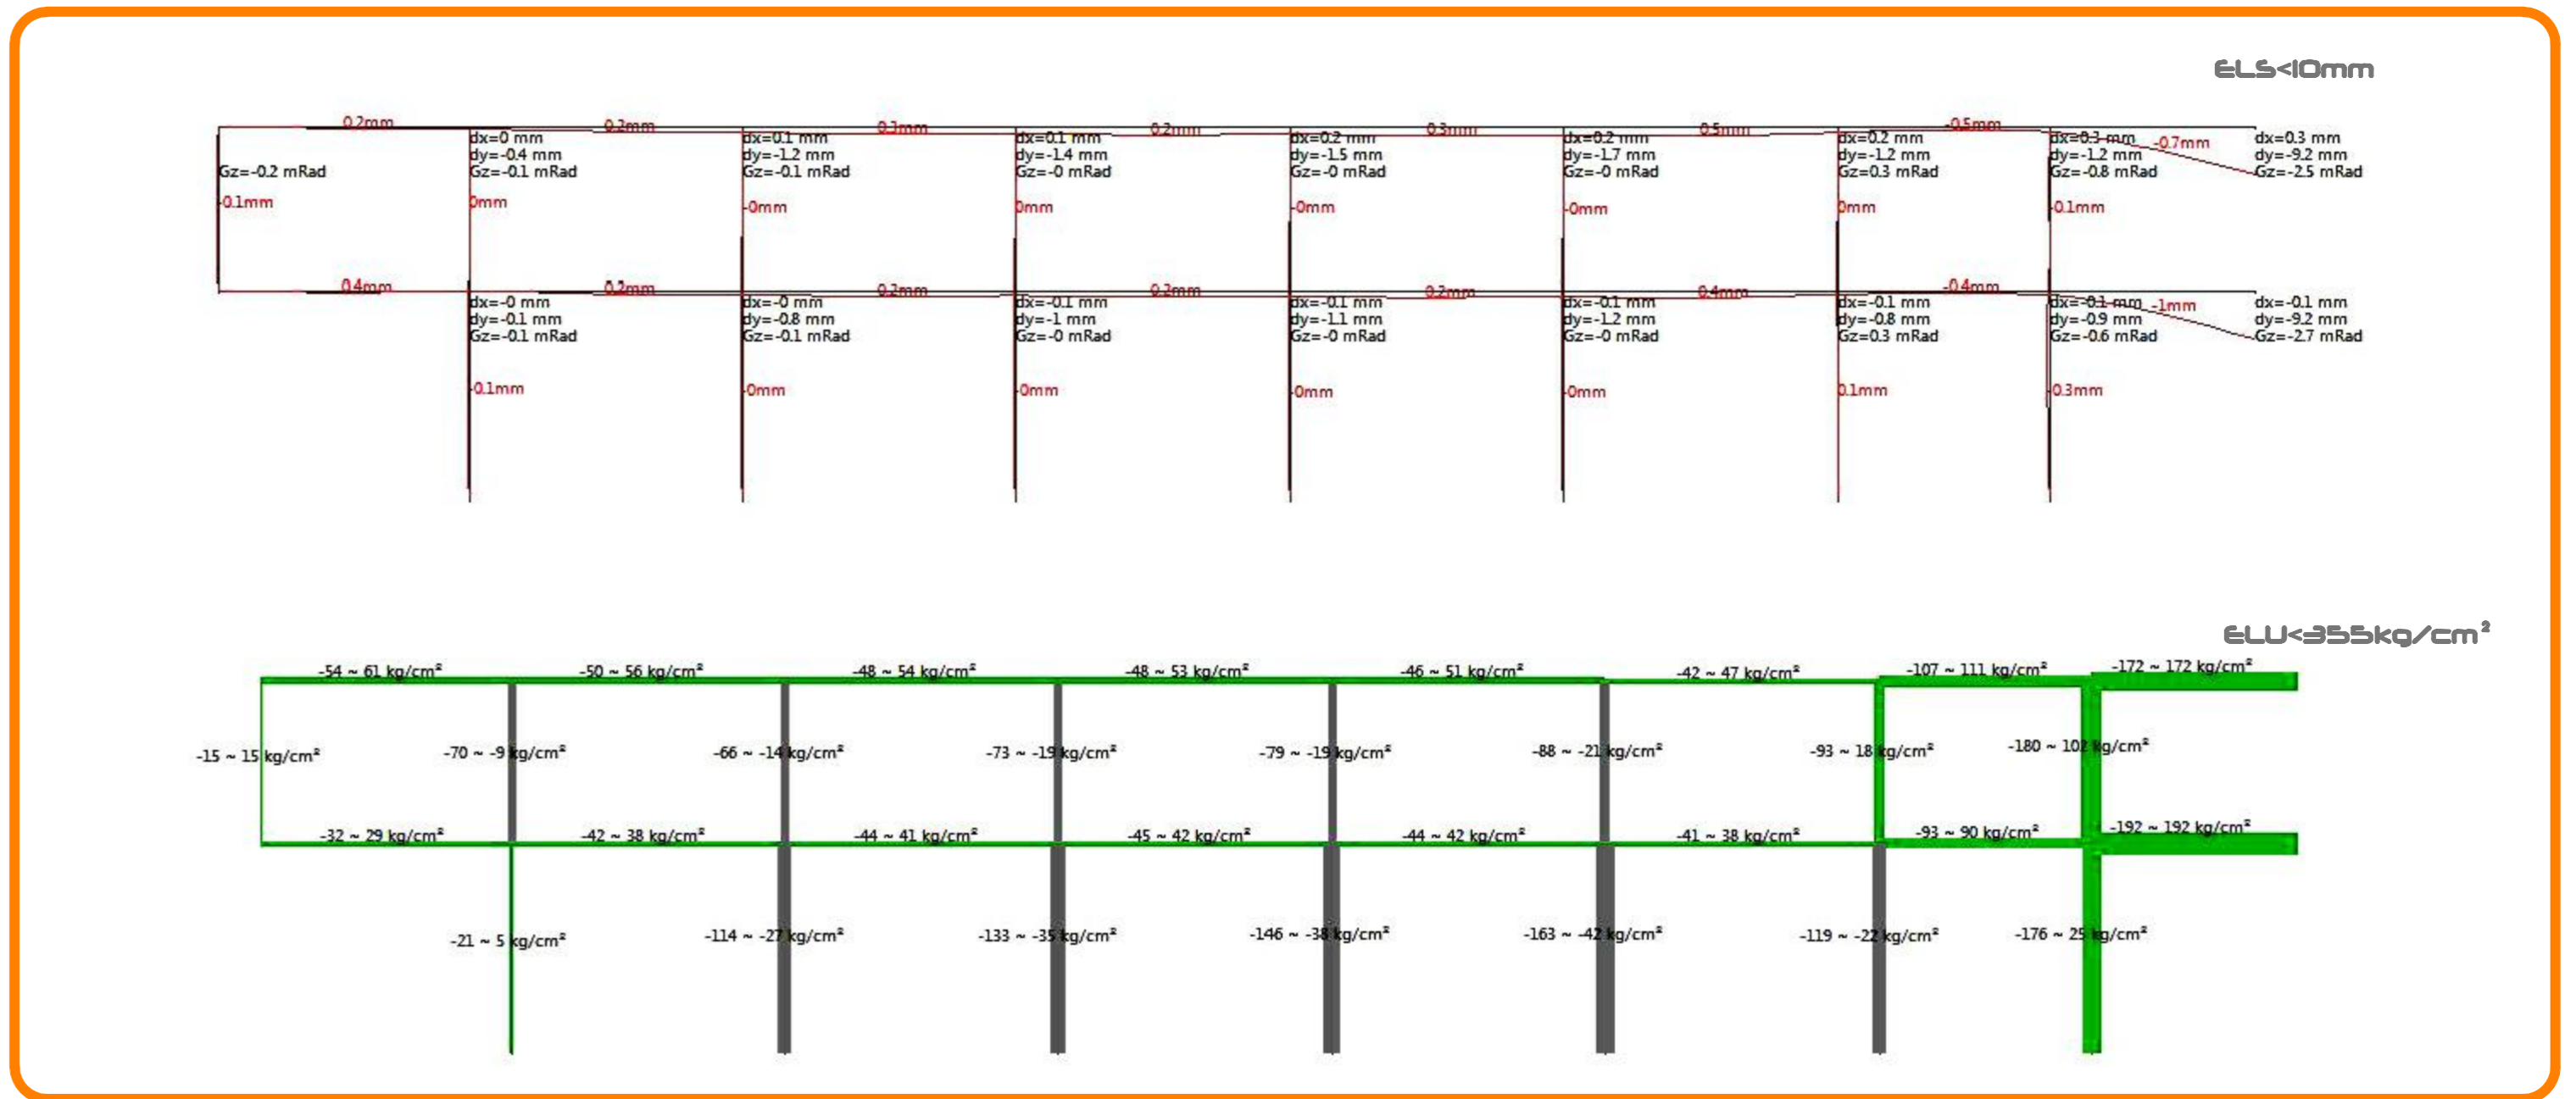 ELS<10mm
0.2mm
0.2mm
0.3mm
0.2mm
0.3mm
0.5mm
-0.5mm
-0.7mm
dx=0 mm
dy=-0.4 mm
Gz=-0.1 mRad
dx=0.1 mm
dy=-1.2 mm
Gz=-0.1 mRad
dx=0.1 mm
dy=-1.4 mm
Gz=-0 mRad
dx=0.2 mm
dy=-1.5 mm
Gz=-0 mRad
dx=0.2 mm
dy=-1.7 mm
Gz=-0 mRad
dx=0.2 mm
dy=-1.2 mm
Gz=0.3 mRad
dx=0.3 mm
dy=-1.2 mm
Gz=-0.8 mRad
dx=0.3 mm
dy=-9.2 mm
Gz=-2.5 mRad
Gz=-0.2 mRad
-0.1mm
0mm
-0mm
0mm
-0mm
-0mm
0mm
-0.1mm
0.4mm
0.2mm
0.2mm
0.2mm
0.2mm
0.4mm
-0.4mm
-1mm
dx=-0 mm
dy=-0.1 mm
Gz=-0.1 mRad
dx=-0 mm
dy=-0.8 mm
Gz=-0.1 mRad
dx=-0.1 mm
dy=-1 mm
Gz=-0 mRad
dx=-0.1 mm
dy=-1.1 mm
Gz=-0 mRad
dx=-0.1 mm
dy=-1.2 mm
Gz=-0 mRad
dx=-0.1 mm
dy=-0.8 mm
Gz=0.3 mRad
dx=-0.1 mm
dy=-0.9 mm
Gz=-0.6 mRad
dx=-0.1 mm
dy=-9.2 mm
Gz=-2.7 mRad
-0.1mm
-0mm
-0mm
-0mm
-0mm
0.1mm
-0.3mm
ELU<355kg/cm²
-54 ~ 61 kg/cm²
-50 ~ 56 kg/cm²
-48 ~ 54 kg/cm²
-48 ~ 53 kg/cm²
-46 ~ 51 kg/cm²
-42 ~ 47 kg/cm²
-107 ~ 111 kg/cm²
-172 ~ 172 kg/cm²
-15 ~ 15 kg/cm²
-70 ~ -9 kg/cm²
-66 ~ -14 kg/cm²
-73 ~ -19 kg/cm²
-79 ~ -19 kg/cm²
-88 ~ -21 kg/cm²
-93 ~ 18 kg/cm²
-180 ~ 102 kg/cm²
-32 ~ 29 kg/cm²
-42 ~ 38 kg/cm²
-44 ~ 41 kg/cm²
-45 ~ 42 kg/cm²
-44 ~ 42 kg/cm²
-41 ~ 38 kg/cm²
-93 ~ 90 kg/cm²
-192 ~ 192 kg/cm²
-21 ~ 5 kg/cm²
-114 ~ -27 kg/cm²
-133 ~ -35 kg/cm²
-146 ~ -38 kg/cm²
-163 ~ -42 kg/cm²
-119 ~ -22 kg/cm²
-176 ~ 25 kg/cm²